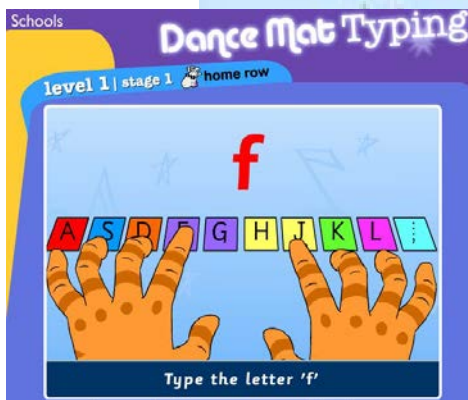 Schools
Dance Mat Typing
level 1 | stage 1 home row
f
A S D F G H J K L ;
Type the letter 'f'